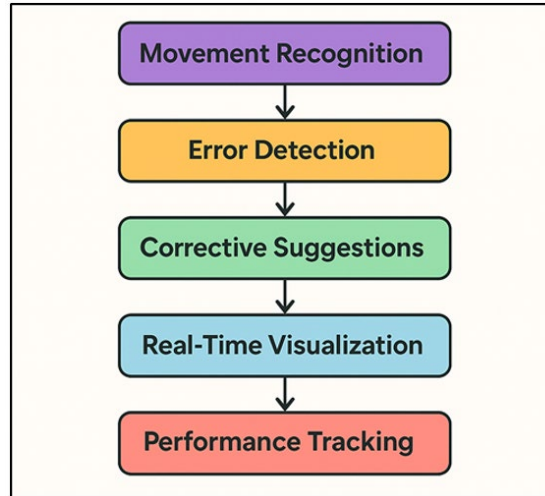 Movement Recognition
Error Detection
Corrective Suggestions
Real-Time Visualization
Performance Tracking